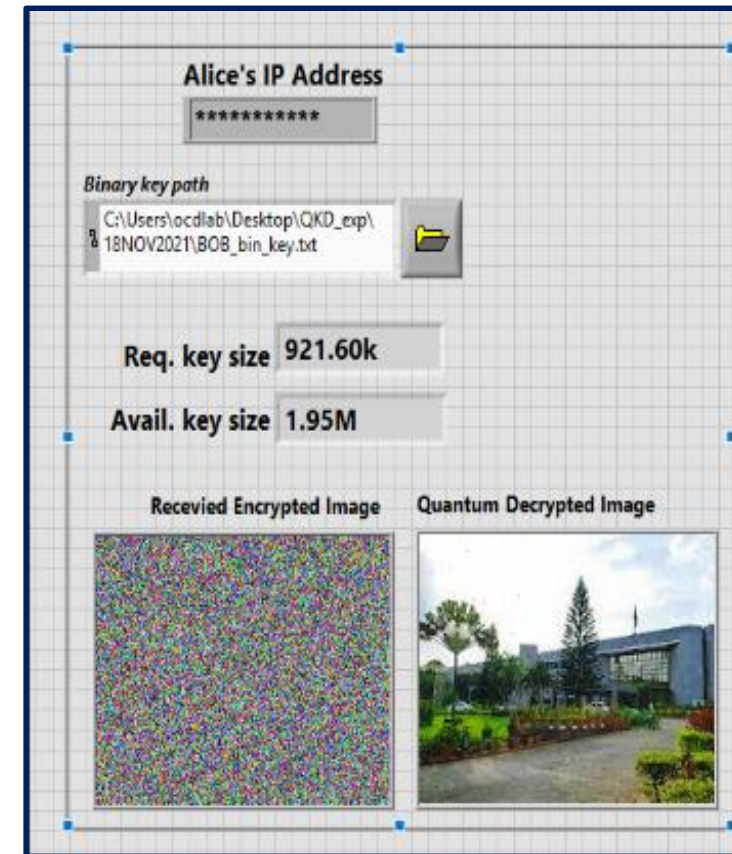 Alice's IP Address
***********
Binary key path
C:\Users\ocdlab\Desktop\QKD_exp\
18NOV2021\BOB_bin_key.txt
Req. key size 921.60k
Avail. key size 1.95M
Recevied Encrypted Image Quantum Decrypted Image